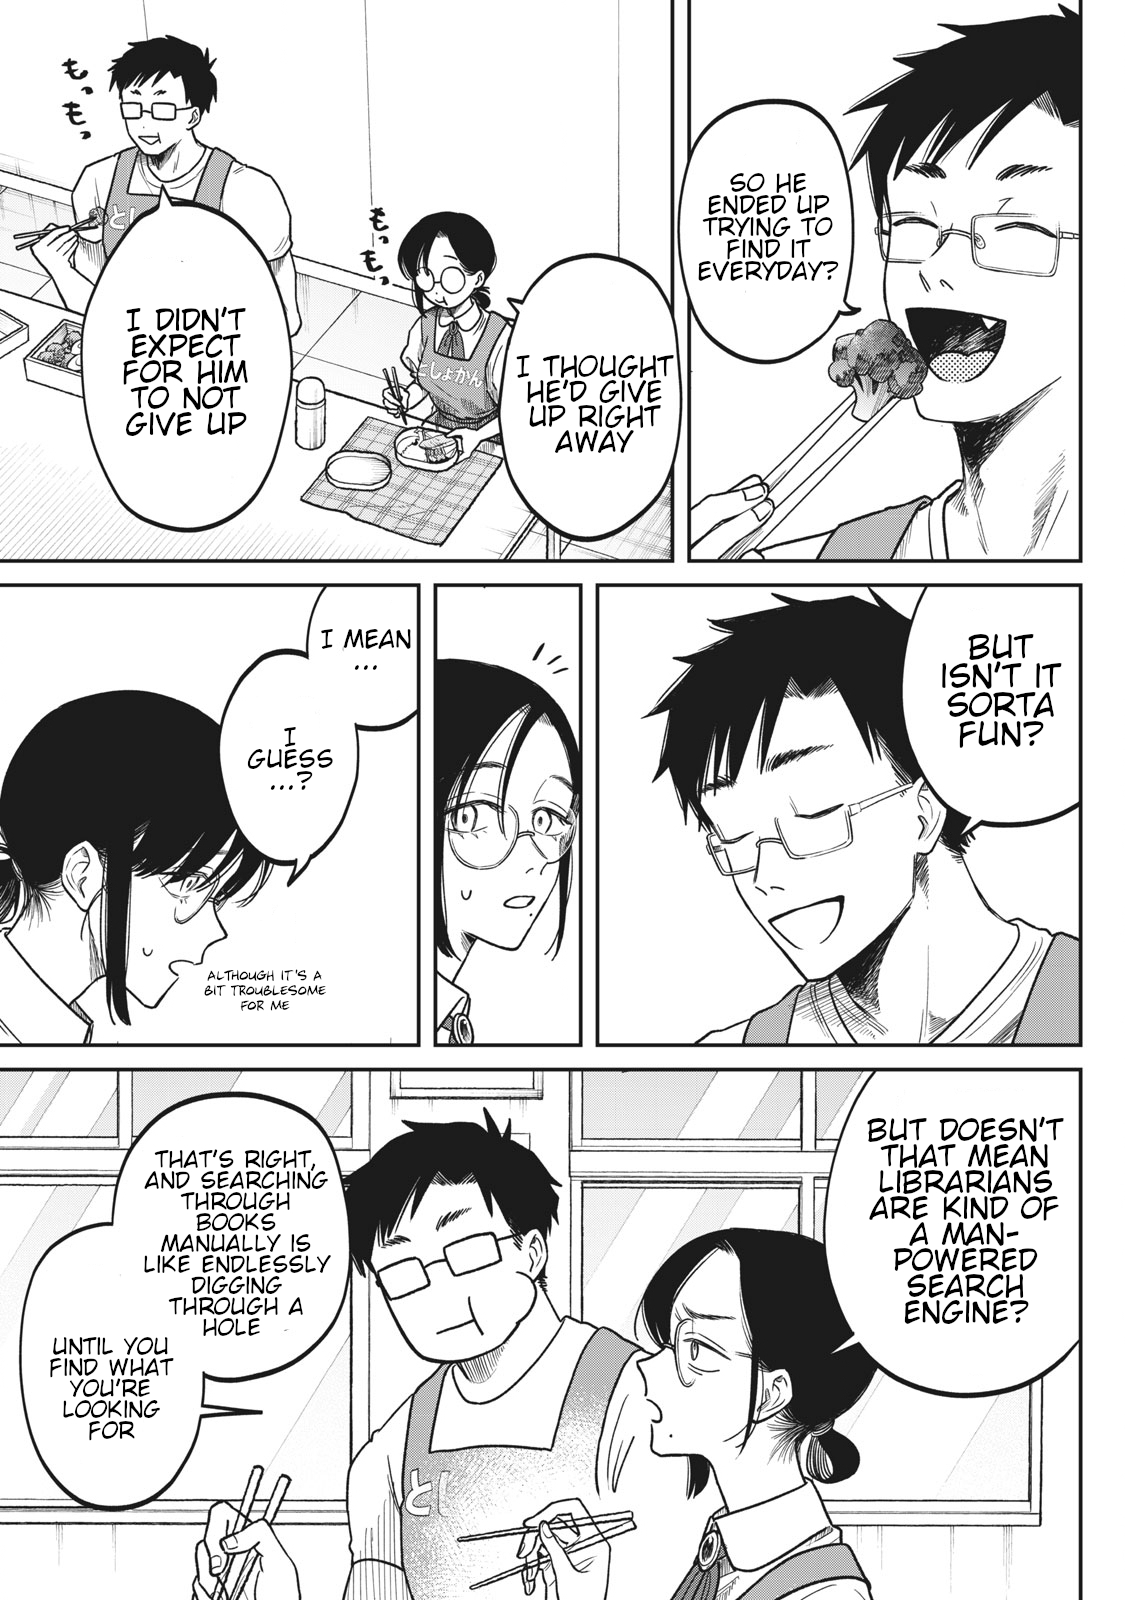 SO HE
ENDED UP
TRYING TO
FIND IT
EVERYDAY?
I THOUGHT
HE'D GIVE
UP RIGHT
AWAY
もっ
もっ
としょかん
もっ
もっ
とし
I DIDN'T
EXPECT
FOR HIM
TO NOT
GIVE UP
BUT
ISN'T IT
SORTA
FUN?
I MEAN
...
I
GUESS
...?
ALTHOUGH IT'S A
BIT TROUBLESOME
FOR ME
BUT DOESN'T
THAT MEAN
LIBRARIANS
ARE KIND OF
A MAN-
POWERED
SEARCH
ENGINE?
THAT'S RIGHT,
AND SEARCHING
THROUGH
BOOKS
MANUALLY IS
LIKE ENDLESSLY
DIGGING
THROUGH A
HOLE
UNTIL YOU
FIND WHAT
YOU'RE
LOOKING
FOR
とし